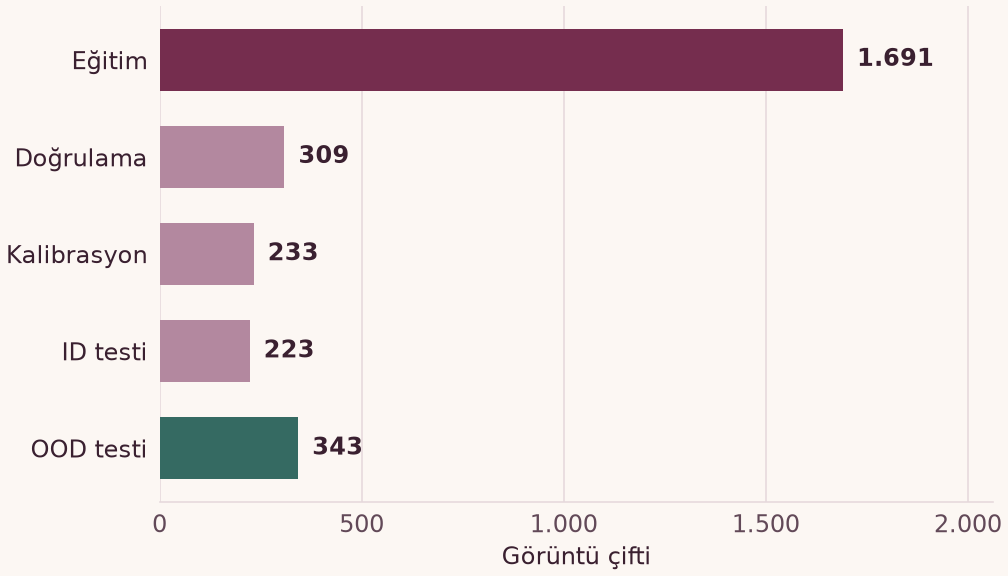 Eğitim 1.691
Doğrulama 309
Kalibrasyon 233
ID testi 223
OOD testi 343
0 500 1.000 1.500 2.000
Görüntü çifti